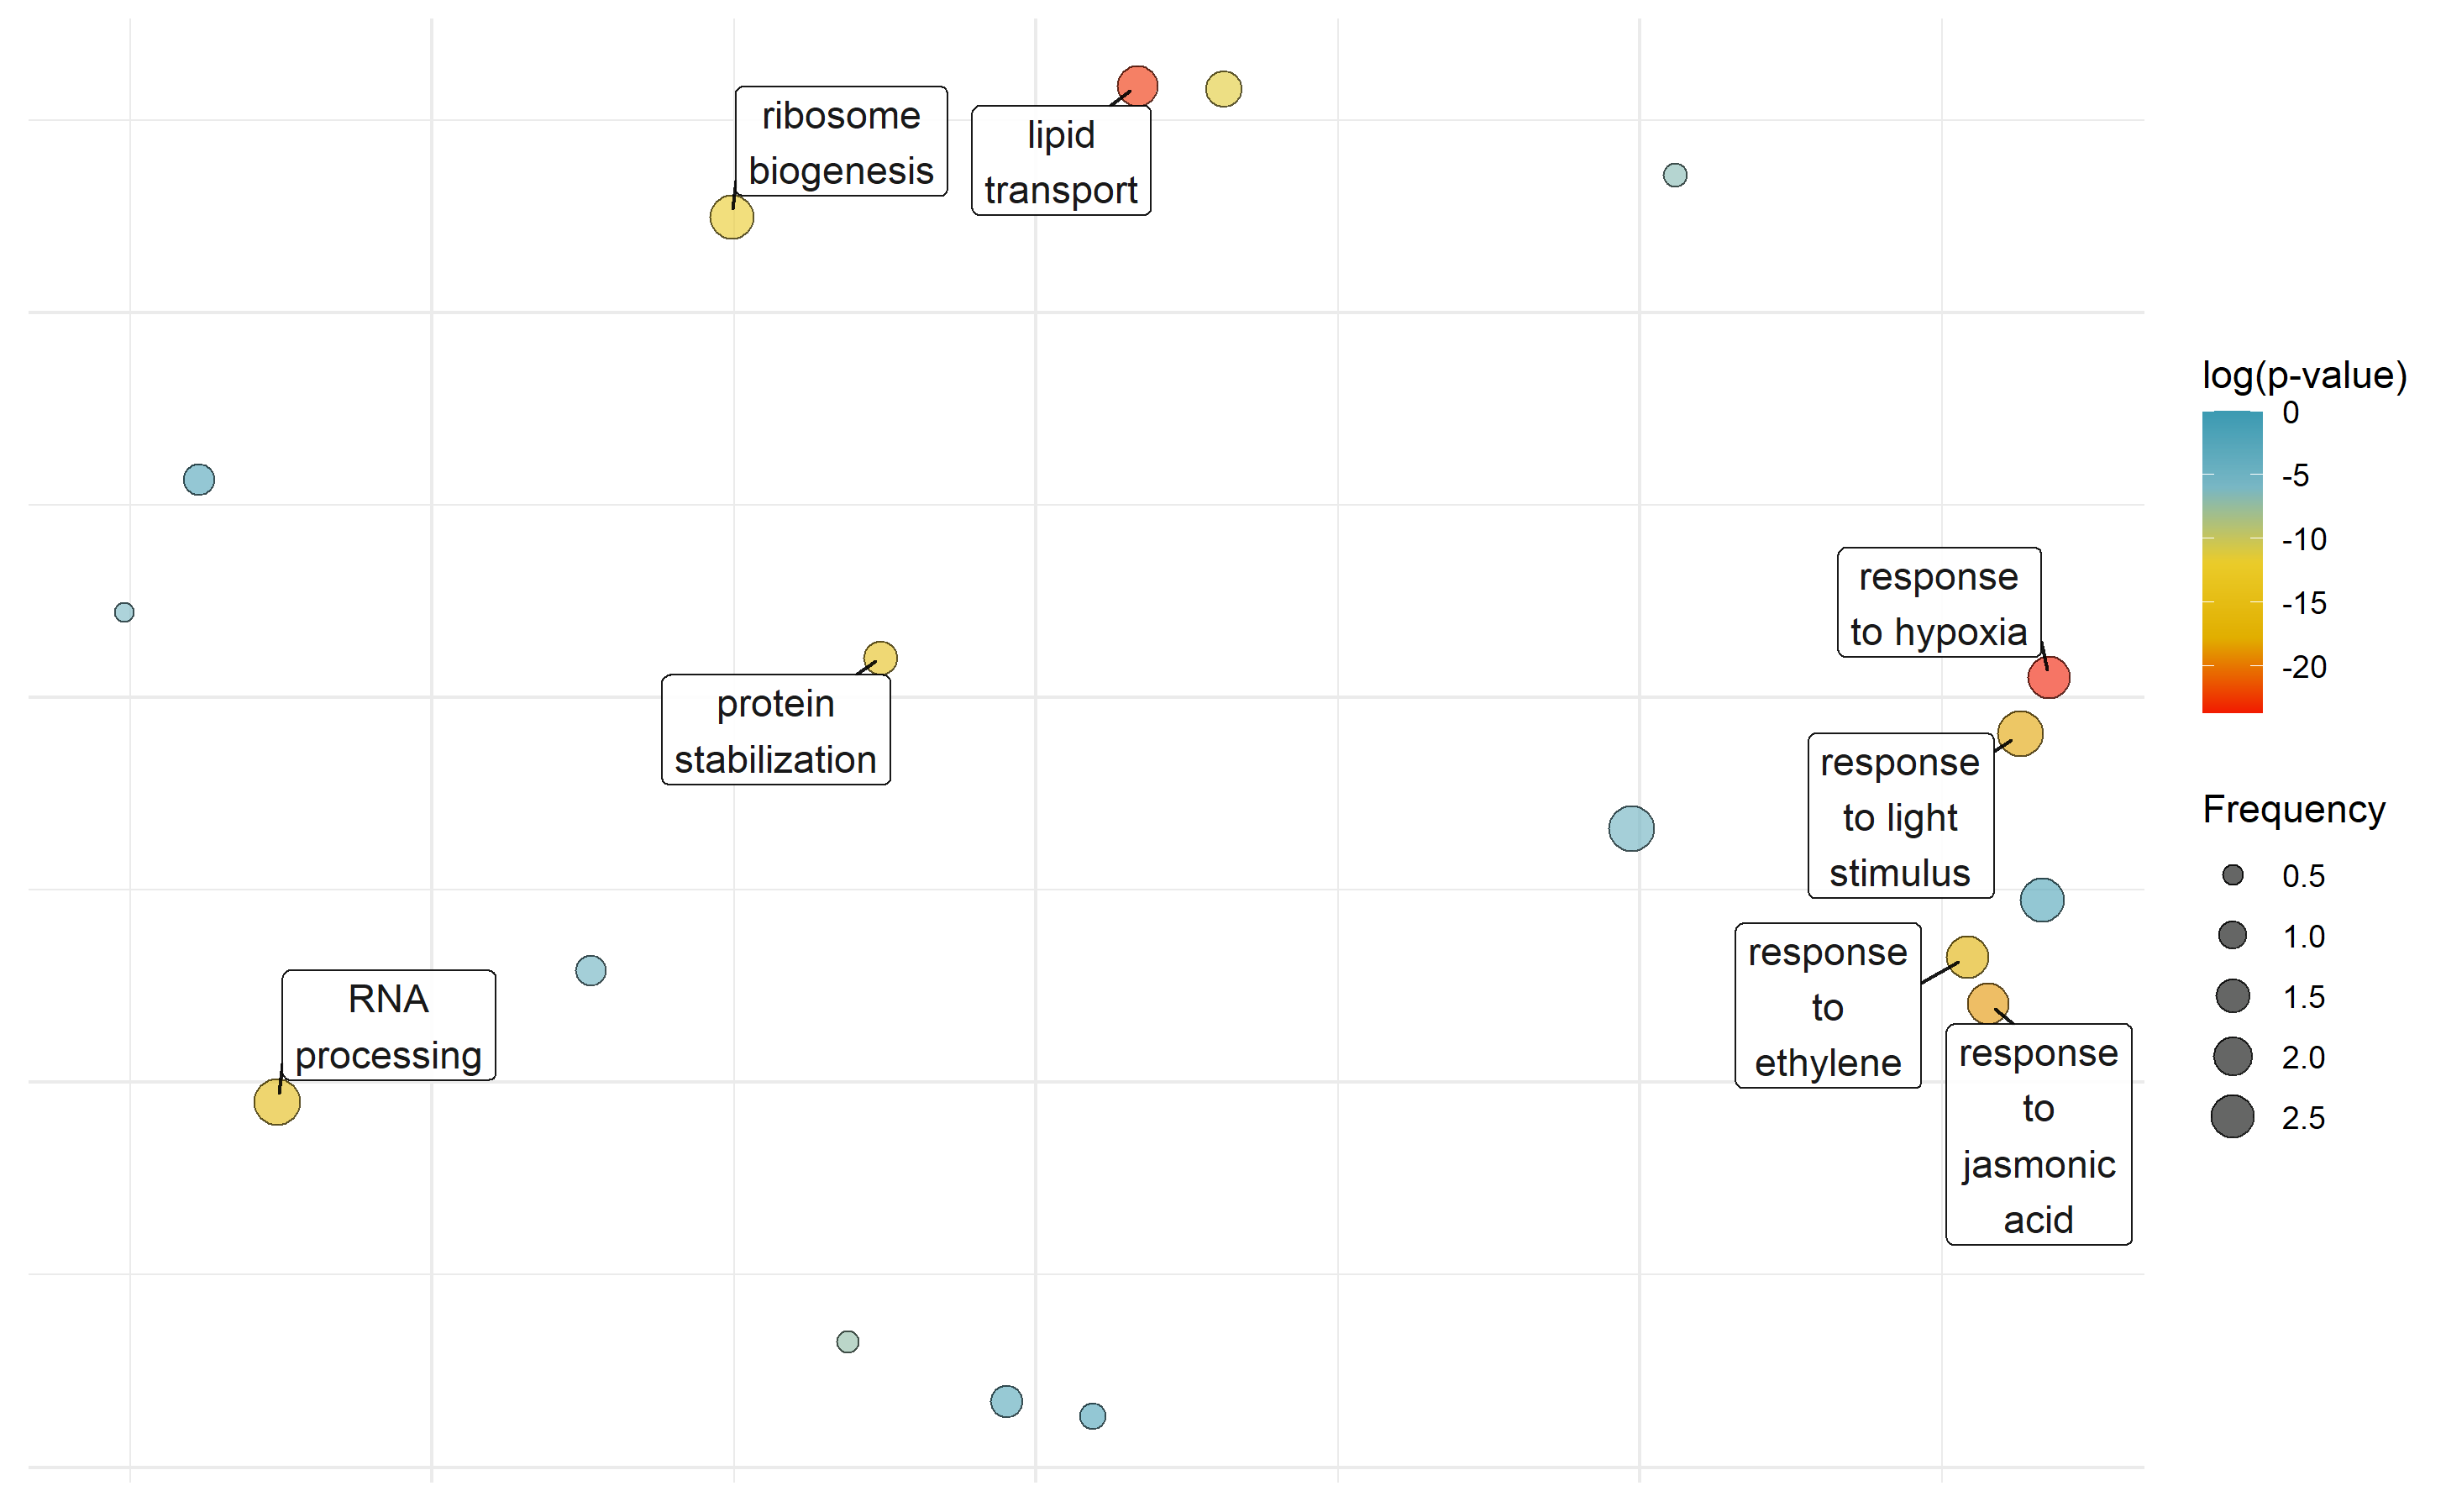 ribosome
biogenesis
lipid
transport
response
to hypoxia
protein
stabilization
response
to light
stimulus
response
to
ethylene
RNA
processing
response
to
jasmonic
acid
log(p-value)
0
-5
-10
-15
-20
Frequency
0.5
1.0
1.5
2.0
2.5